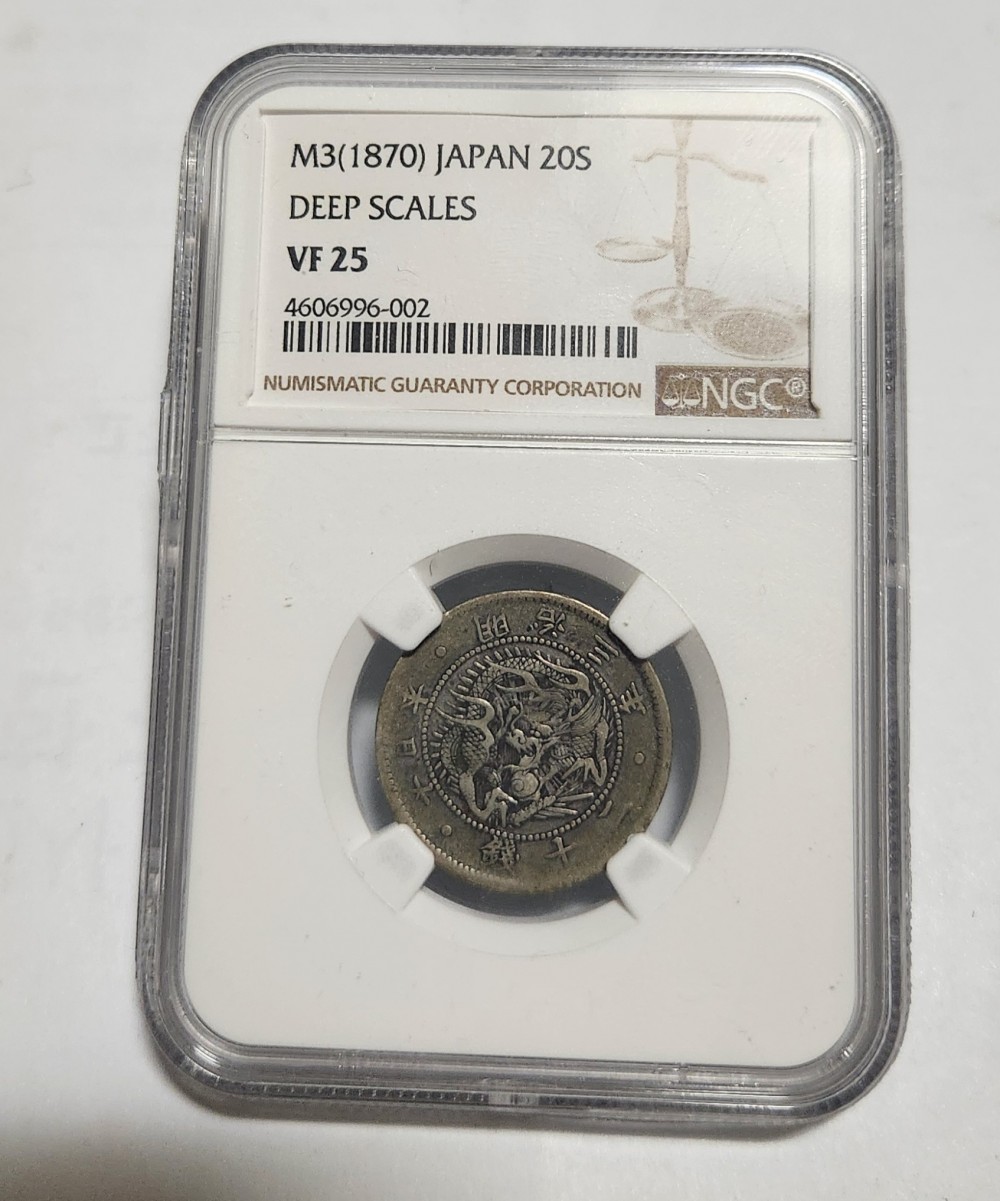 M3(1870) JAPAN 20S
DEEP SCALES
VF 25
4606996-002
NUMISMATIC GUARANTY CORPORATION
NGC®
大日本
明治三年
二十錢